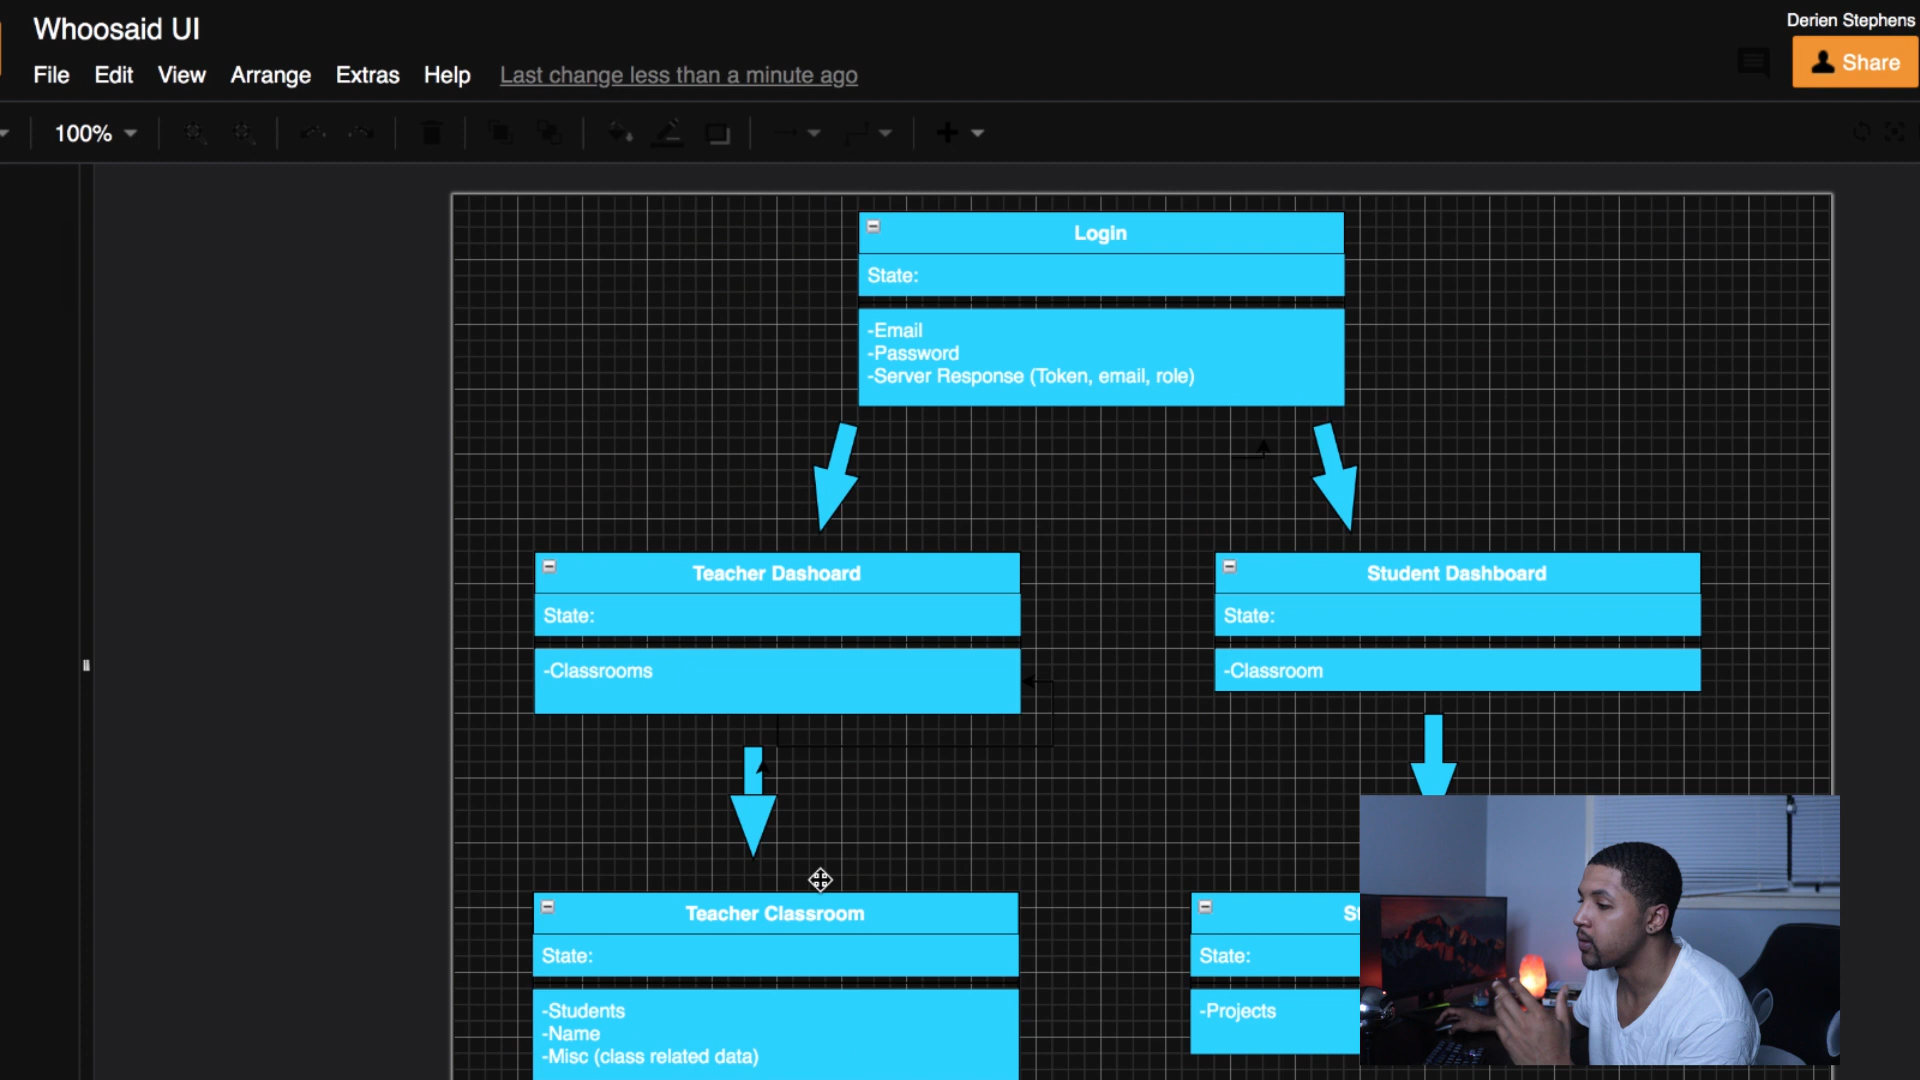 Whoosaid UI
Derien Stephens
File Edit View Arrange Extras Help Last change less than a minute ago
Share
100%
Login
State:
-Email
-Password
-Server Response (Token, email, role)
Teacher Dashoard
State:
-Classrooms
Student Dashboard
State:
-Classroom
Teacher Classroom
State:
-Students
-Name
-Misc (class related data)
State:
-Projects